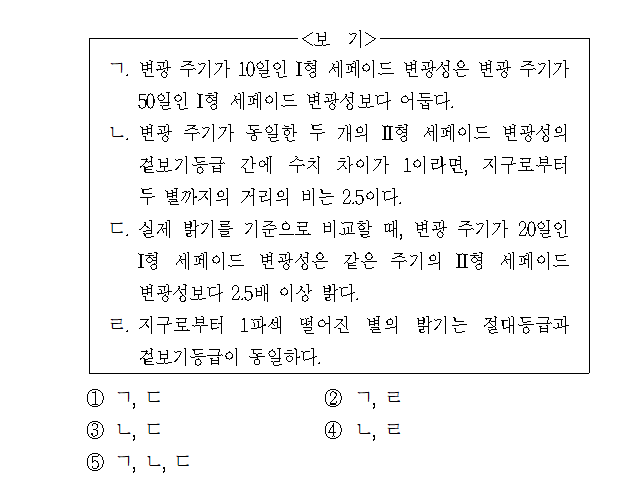 <보 기>
ㄱ. 변광 주기가 10일인 I형 세페이드 변광성은 변광 주기가
50일인 I형 세페이드 변광성보다 어둡다.
ㄴ. 변광 주기가 동일한 두 개의 II형 세페이드 변광성의
겉보기등급 간에 수치 차이가 1이라면, 지구로부터
두 별까지의 거리의 비는 2.5이다.
ㄷ. 실제 밝기를 기준으로 비교할 때, 변광 주기가 20일인
I형 세페이드 변광성은 같은 주기의 II형 세페이드
변광성보다 2.5배 이상 밝다.
ㄹ. 지구로부터 1파섹 떨어진 별의 밝기는 절대등급과
겉보기등급이 동일하다.
① ㄱ, ㄷ ② ㄱ, ㄹ
③ ㄴ, ㄷ ④ ㄴ, ㄹ
⑤ ㄱ, ㄴ, ㄷ